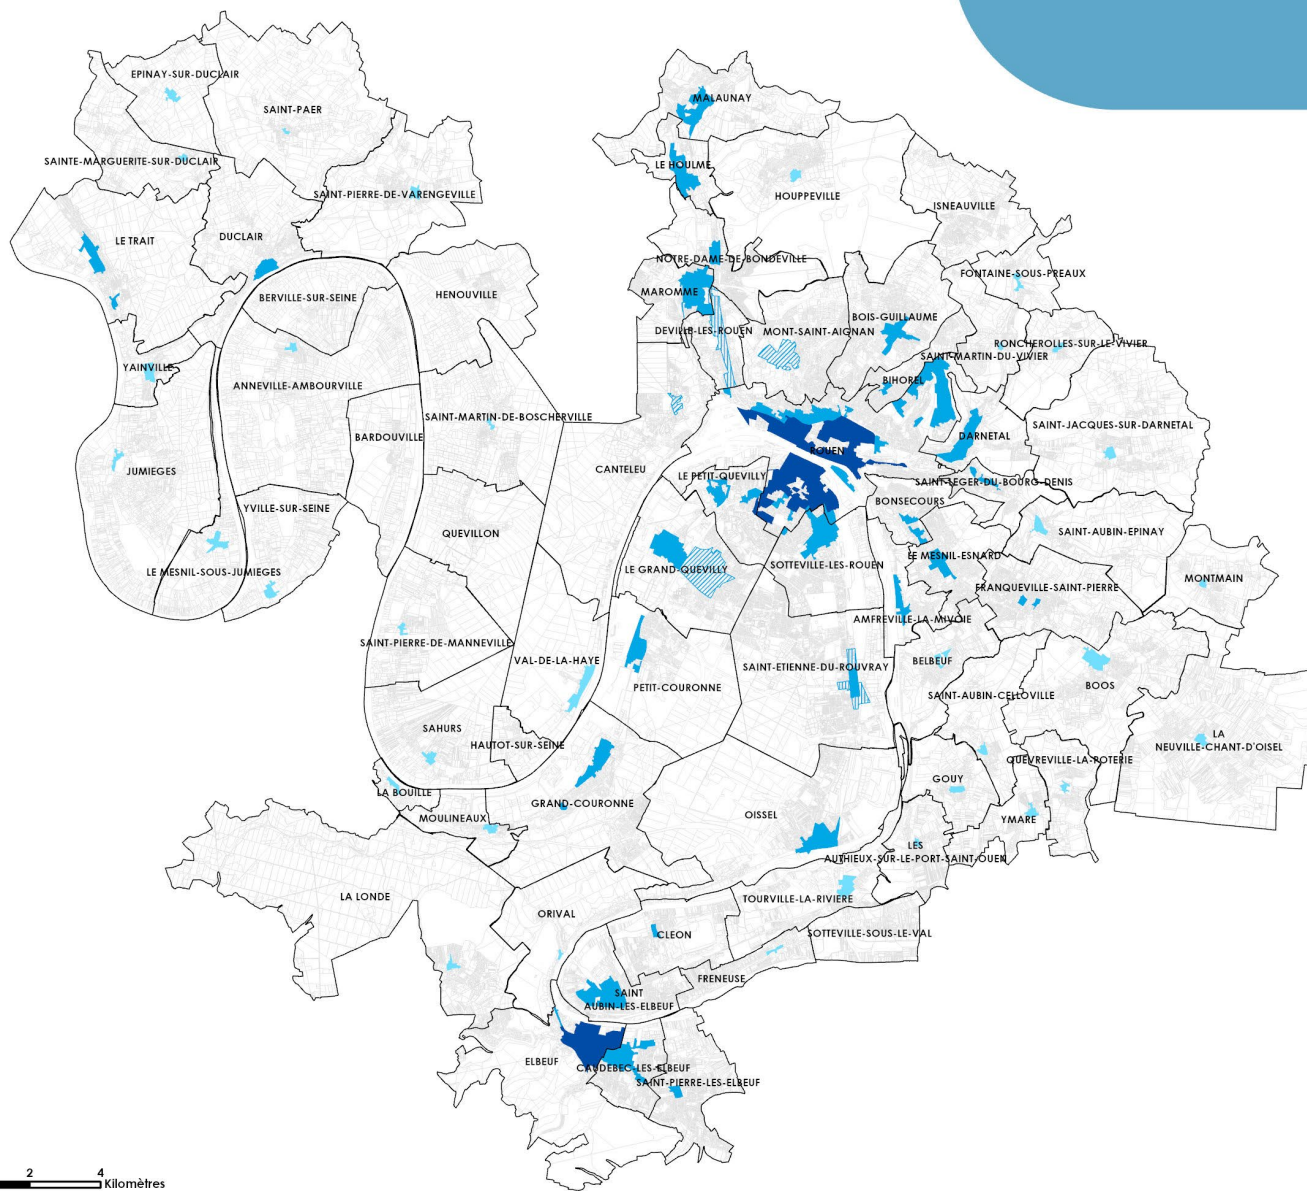 EPINAY-SUR-DUCLAIR
SAINT-PAER
MALAUNAY
SAINTE-MARGUERITE-SUR-DUCLAIR
LE HOULME
SAINT-PIERRE-DE-VARENGEVILLE
HOUPPEVILLE
ISNEAUVILLE
LE TRAIT
DUCLAIR
NOTRE-DAME-DE-BONDEVILLE
FONTAINE-SOUS-PREAUX
BERVILLE-SUR-SEINE
HENOUVILLE
MAROMME
BOIS-GUILLAUME
DEVILLE-LES-ROUEN
MONT-SAINT-AIGNAN
RONCHEROLLES-SUR-LE-VIVIER
SAINT-MARTIN-DU-VIVIER
YAINVILLE
BIHOREL
ANNEVILLE-AMBOURVILLE
SAINT-MARTIN-DE-BOSCHERVILLE
SAINT-JACQUES-SUR-DARNETAL
BARDOUVILLE
DARNETAL
ROUEN
JUMIEGES
CANTELEU
LE PETIT-QUEVILLY
SAINT-LEGER-DU-BOURG-DENIS
BONSECOURS
YVILLE-SUR-SEINE
QUEVILLON
SAINT-AUBIN-EPINAY
LE MESNIL-ESNARD
SOTTEVILLE-LES-ROUEN
LE GRAND-QUEVILLY
LE MESNIL-SOUS-JUMIEGES
MONTMAIN
FRANQUEVILLE-SAINT-PIERRE
AMFREVILLE-LA-MIVOIE
SAINT-PIERRE-DE-MANNEVILLE
VAL-DE-LA-HAYE
BELBEUF
SAINT-ETIENNE-DU-ROUVRAY
PETIT-COURONNE
BOOS
SAINT-AUBIN-CELLOVILLE
SAHURS
LA
NEUVILLE-CHANT-D'OISEL
HAUTOT-SUR-SEINE
QUEVREVILLE-LA-POTERIE
GOUY
LA BOUILLE
GRAND-COURONNE
MOULINEAUX
OISSEL
YMARE
LES
AUTHIEUX-SUR-LE-PORT-SAINT-OUEN
LA LONDE
TOURVILLE-LA-RIVIERE
ORIVAL
CLEON
SOTTEVILLE-SOUS-LE-VAL
FRENEUSE
SAINT
AUBIN-LES-ELBEUF
ELBEUF
CAUDEBEC-LES-ELBEUF
SAINT-PIERRE-LES-ELBEUF
2 4
Kilomètres